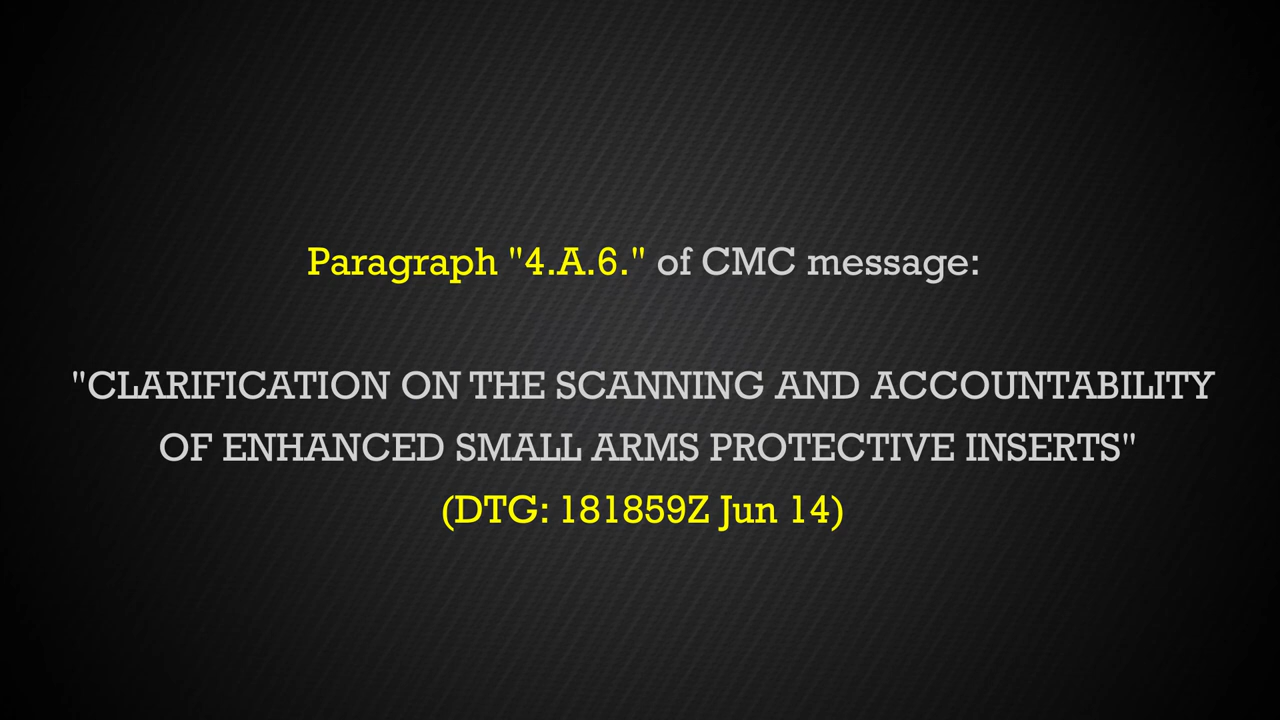 Paragraph "4.A.6." of CMC message:
"CLARIFICATION ON THE SCANNING AND ACCOUNTABILITY
OF ENHANCED SMALL ARMS PROTECTIVE INSERTS"
(DTG: 181859Z Jun 14)